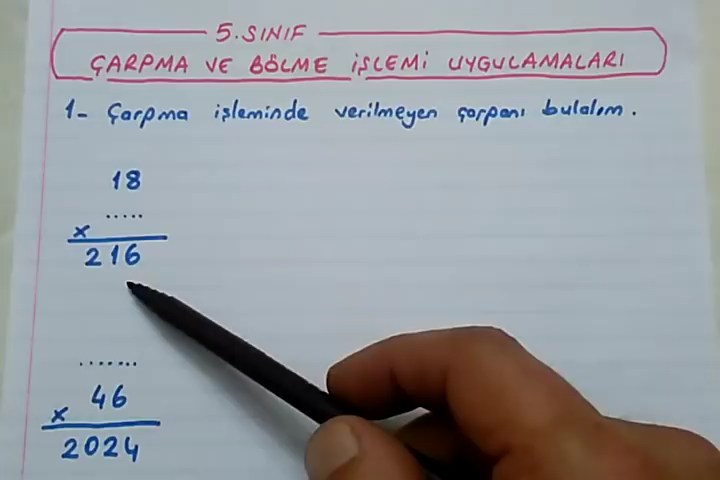 5.SINIF
ÇARPMA VE BÖLME İŞLEMİ UYGULAMALARI
1- Çarpma işleminde verilmeyen çarpanı bulalım.
18
.....
x
216
.......
x 46
2024